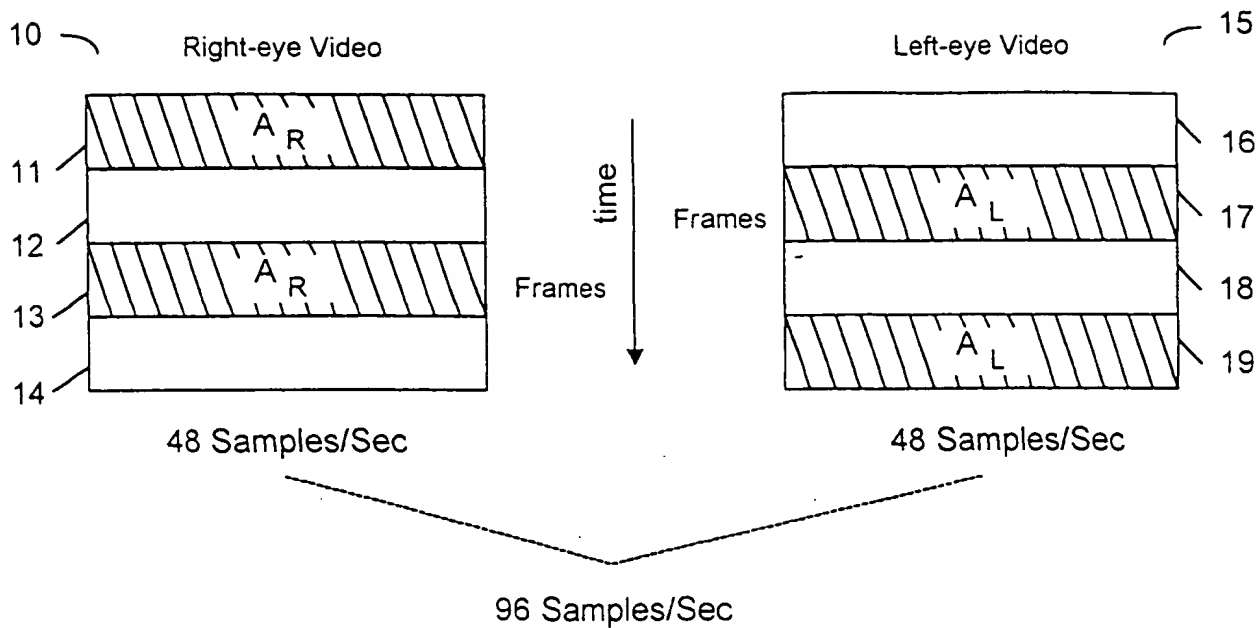 10
Right-eye Video
Left-eye Video
15
A R
11
16
time
12
Frames
A L
17
A R
13
Frames
18
14
A L
19
48 Samples/Sec
48 Samples/Sec
96 Samples/Sec